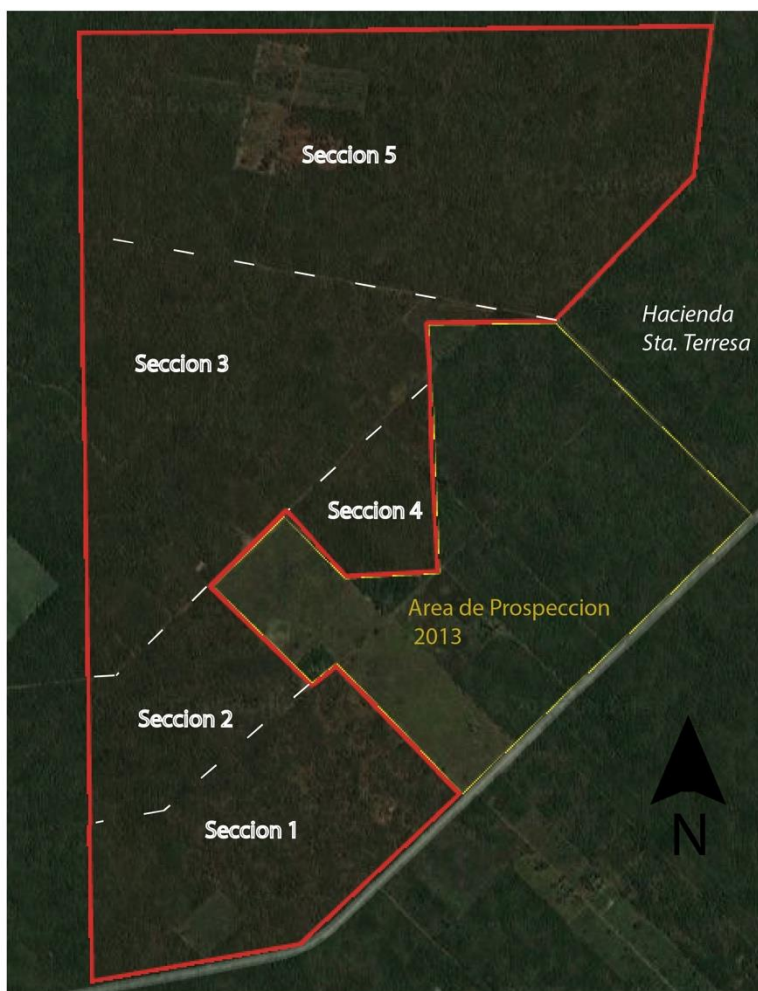 Seccion 5
Hacienda
Sta. Terresa
Seccion 3
Seccion 4
Area de Prospeccion
2013
Seccion 2
Seccion 1
N